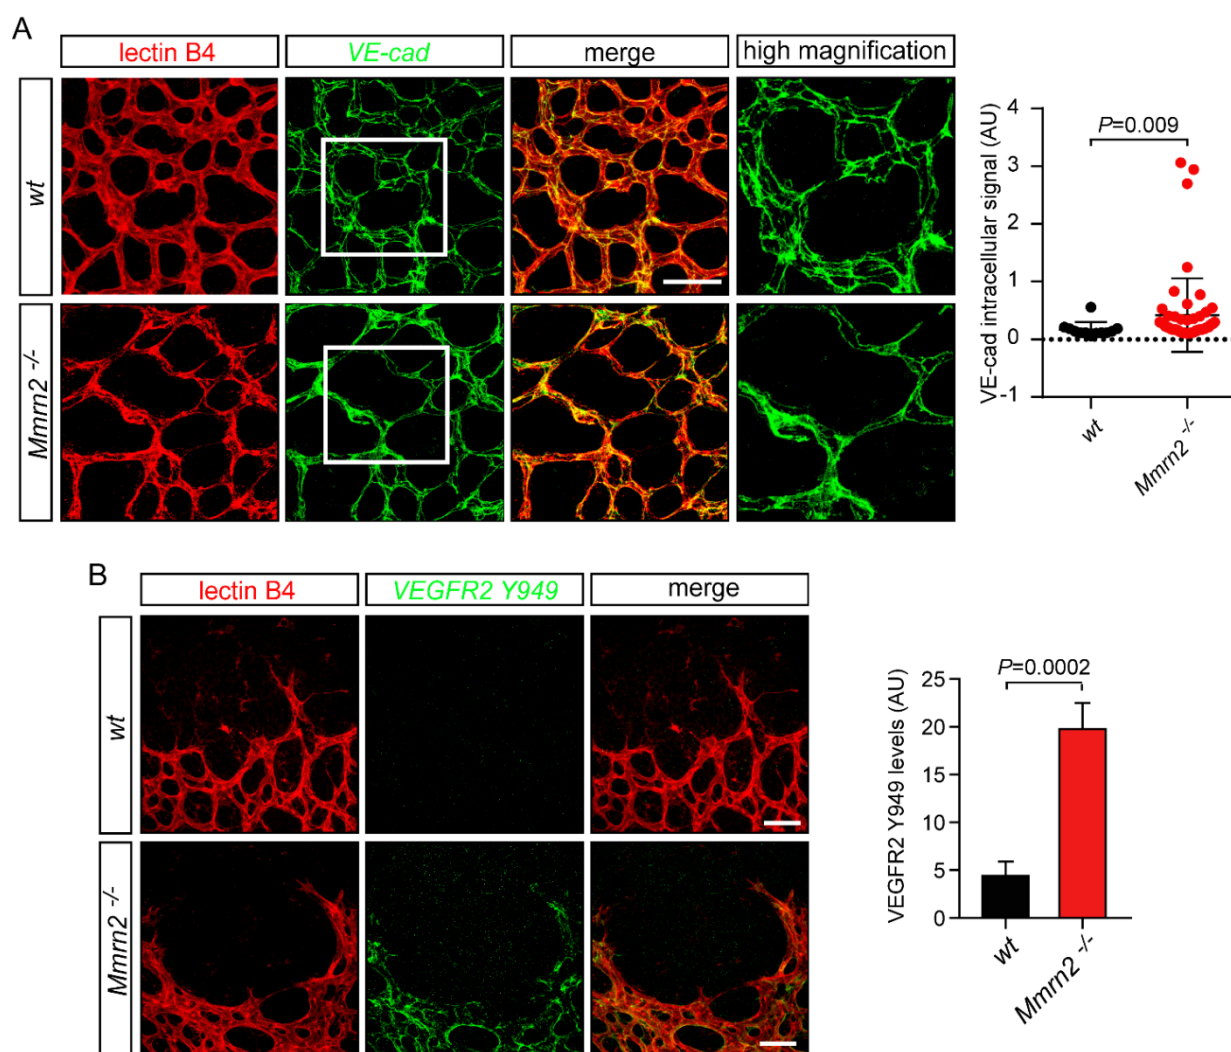 A
lectin B4
VE-cad
merge
high magnification
wt
Mmrn2 -/-
VE-cad intracellular signal (AU)
4
3
2
1
0
-1
P=0.009
wt
Mmrn2 -/-
B
lectin B4
VEGFR2 Y949
merge
wt
Mmrn2 -/-
VEGFR2 Y949 levels (AU)
25
20
15
10
5
0
P=0.0002
wt
Mmrn2 -/-